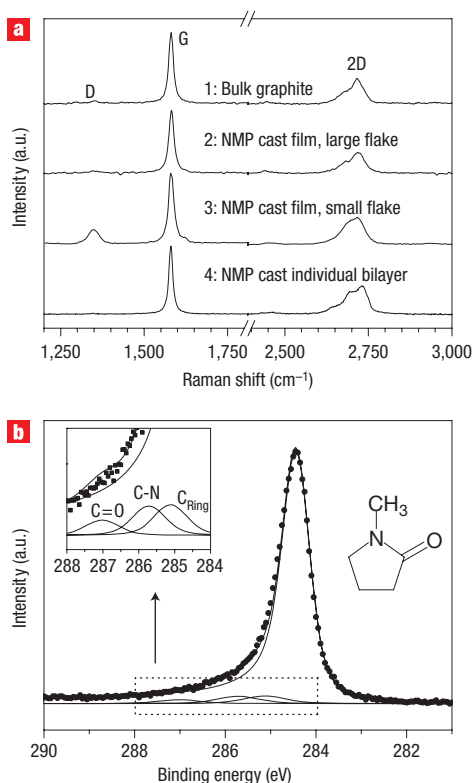 a
D
G
2D
1: Bulk graphite
2: NMP cast film, large flake
3: NMP cast film, small flake
4: NMP cast individual bilayer
Intensity (a.u.)
1,250 1,500 1,750 2,500 2,750 3,000
Raman shift (cm⁻¹)
b
C=O
C-N
C_Ring
288 287 286 285 284
CH₃
N
O
Intensity (a.u.)
290 288 286 284 282
Binding energy (eV)